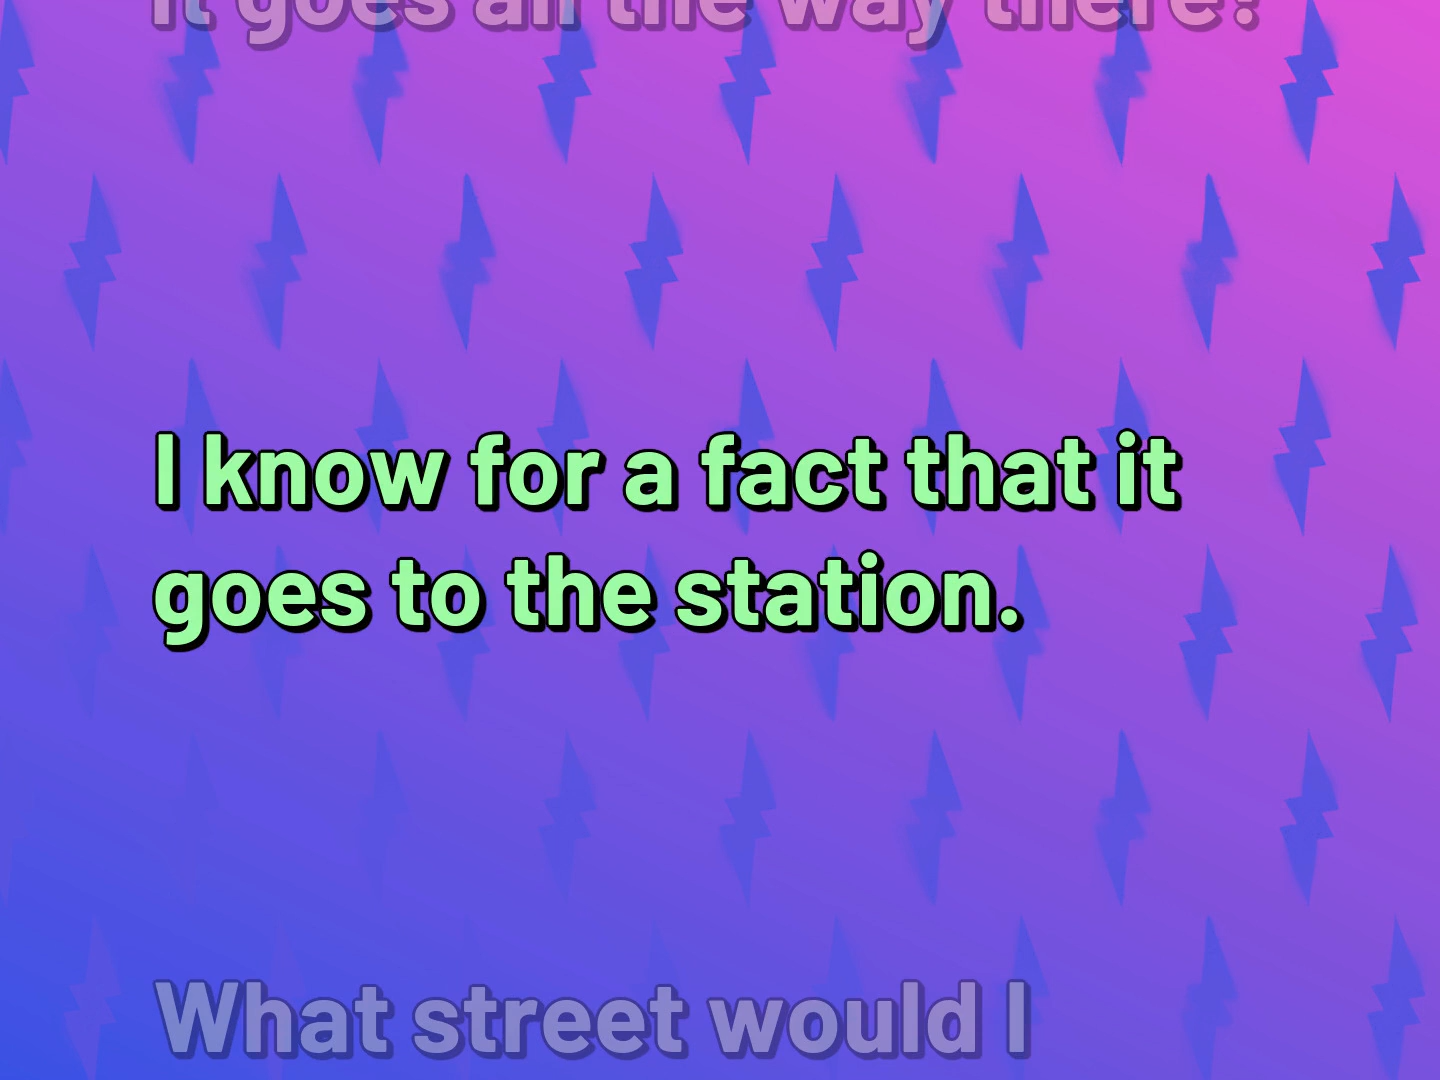 it goes all the way there?
I know for a fact that it
goes to the station.
What street would I